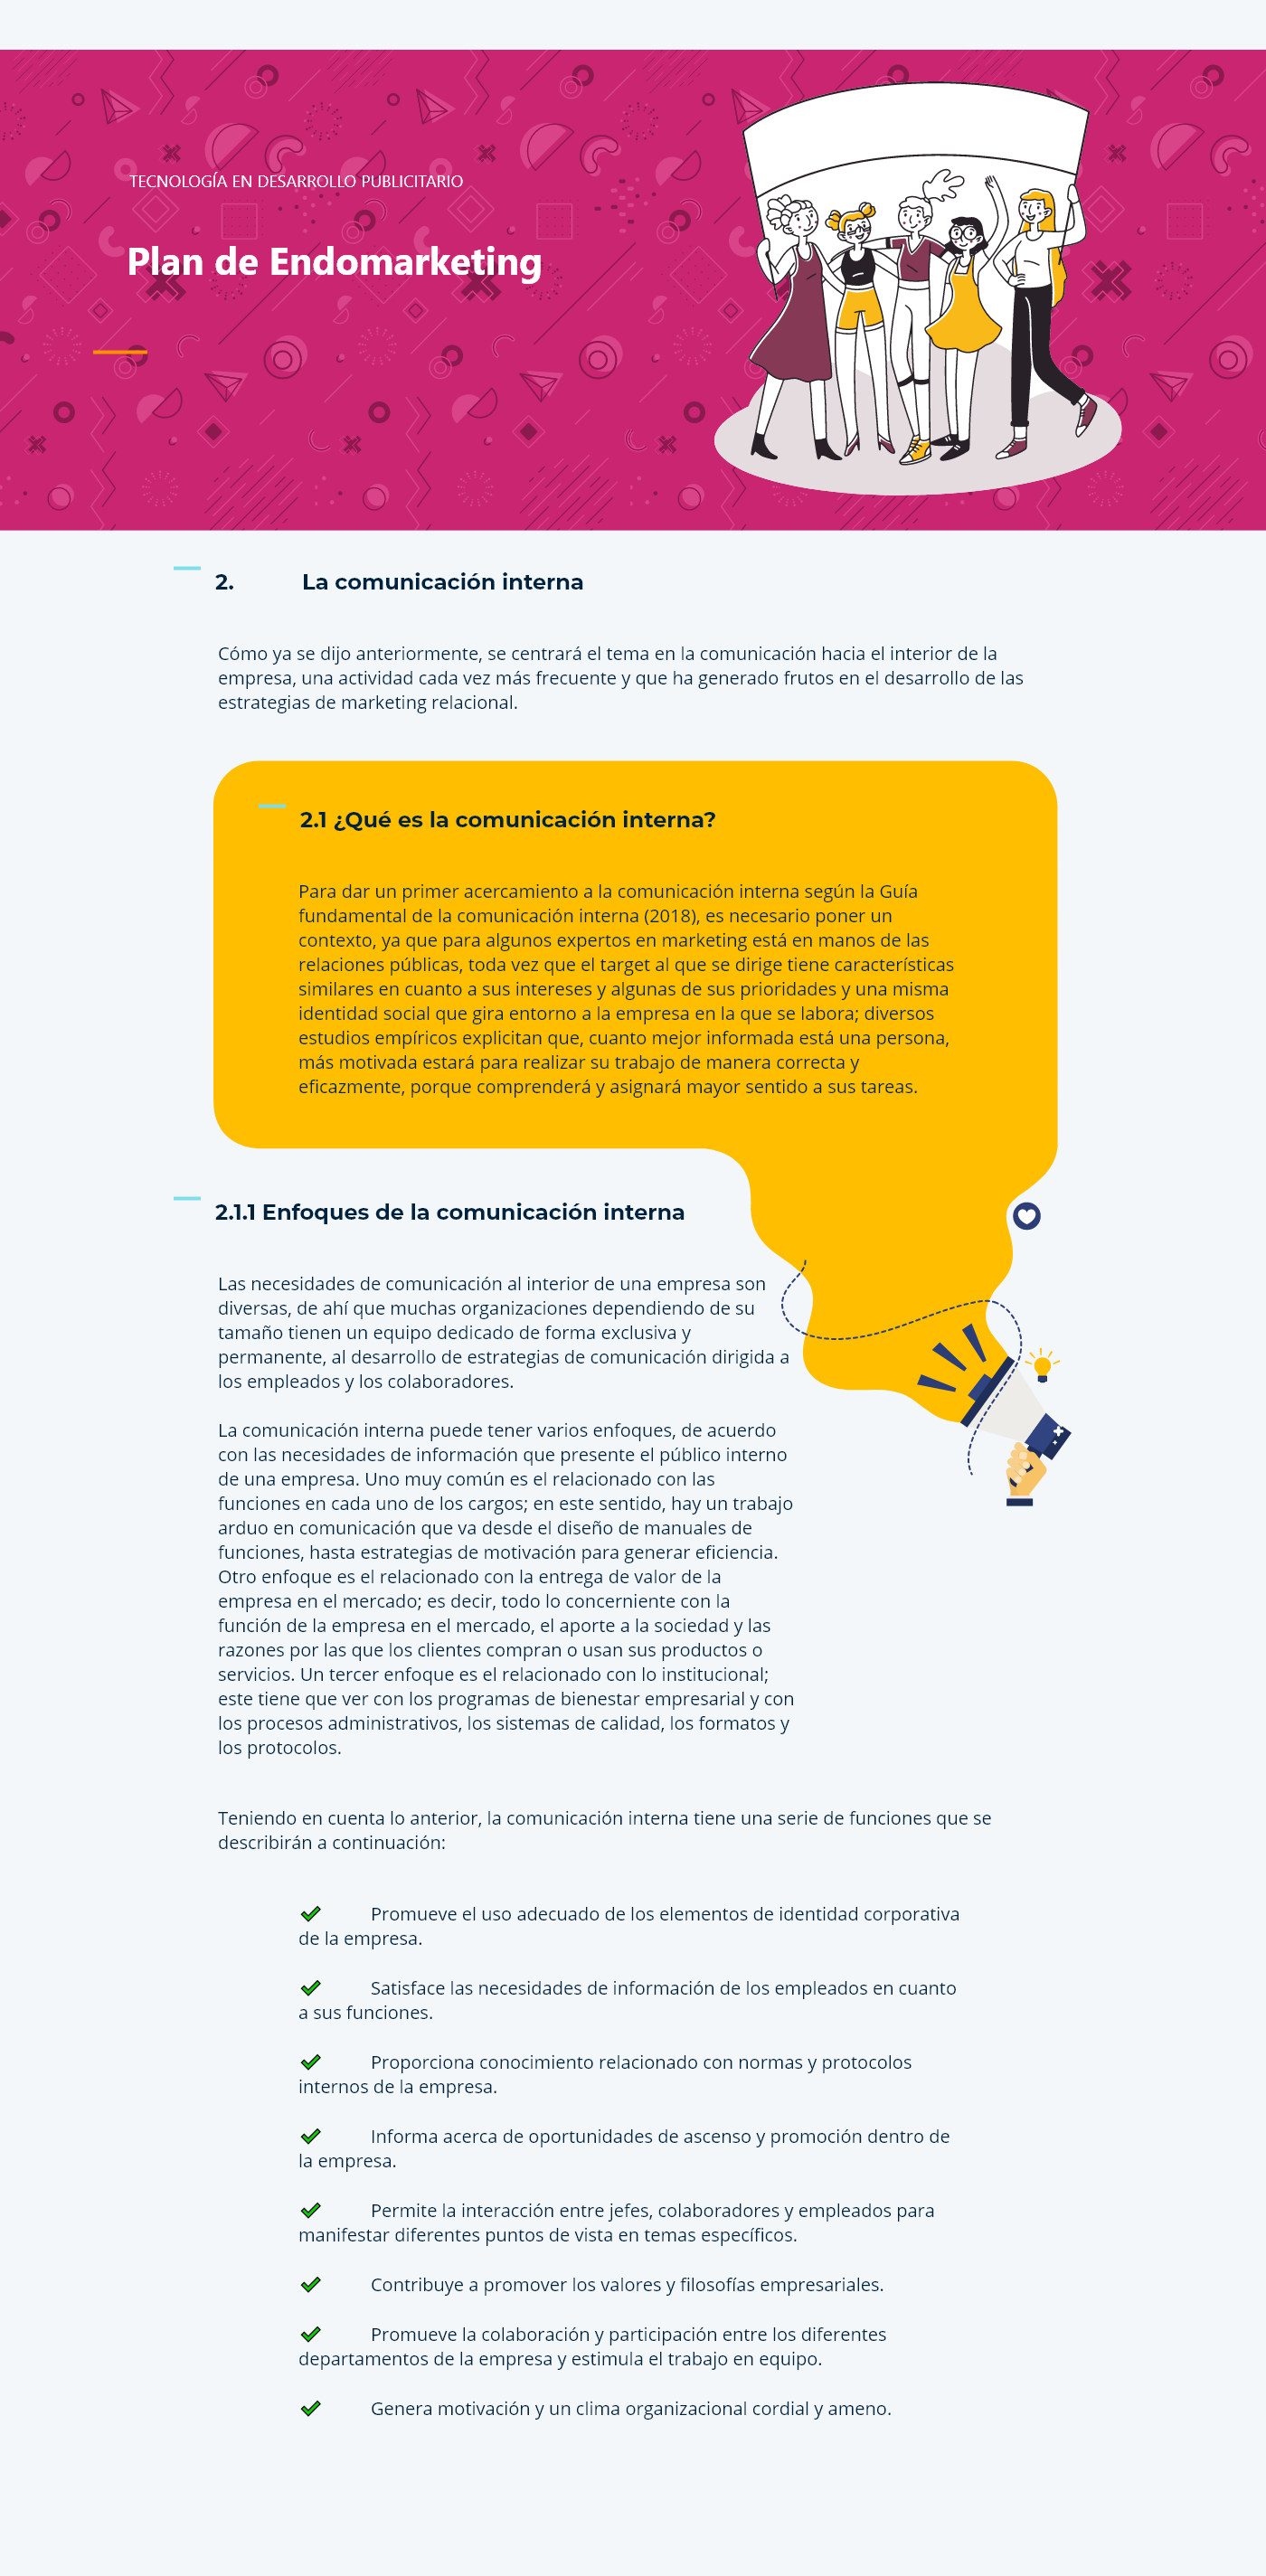 TECNOLOGÍA EN DESARROLLO PUBLICITARIO
Plan de Endomarketing
2. La comunicación interna
Cómo ya se dijo anteriormente, se centrará el tema en la comunicación hacia el interior de la
empresa, una actividad cada vez más frecuente y que ha generado frutos en el desarrollo de las
estrategias de marketing relacional.
2.1 ¿Qué es la comunicación interna?
Para dar un primer acercamiento a la comunicación interna según la Guía
fundamental de la comunicación interna (2018), es necesario poner un
contexto, ya que para algunos expertos en marketing está en manos de las
relaciones públicas, toda vez que el target al que se dirige tiene características
similares en cuanto a sus intereses y algunas de sus prioridades y una misma
identidad social que gira entorno a la empresa en la que se labora; diversos
estudios empíricos explicitan que, cuanto mejor informada está una persona,
más motivada estará para realizar su trabajo de manera correcta y
eficazmente, porque comprenderá y asignará mayor sentido a sus tareas.
2.1.1 Enfoques de la comunicación interna
Las necesidades de comunicación al interior de una empresa son
diversas, de ahí que muchas organizaciones dependiendo de su
tamaño tienen un equipo dedicado de forma exclusiva y
permanente, al desarrollo de estrategias de comunicación dirigida a
los empleados y los colaboradores.
La comunicación interna puede tener varios enfoques, de acuerdo
con las necesidades de información que presente el público interno
de una empresa. Uno muy común es el relacionado con las
funciones en cada uno de los cargos; en este sentido, hay un trabajo
arduo en comunicación que va desde el diseño de manuales de
funciones, hasta estrategias de motivación para generar eficiencia.
Otro enfoque es el relacionado con la entrega de valor de la
empresa en el mercado; es decir, todo lo concerniente con la
función de la empresa en el mercado, el aporte a la sociedad y las
razones por las que los clientes compran o usan sus productos o
servicios. Un tercer enfoque es el relacionado con lo institucional;
este tiene que ver con los programas de bienestar empresarial y con
los procesos administrativos, los sistemas de calidad, los formatos y
los protocolos.
Teniendo en cuenta lo anterior, la comunicación interna tiene una serie de funciones que se
describirán a continuación:
Promueve el uso adecuado de los elementos de identidad corporativa
de la empresa.
Satisface las necesidades de información de los empleados en cuanto
a sus funciones.
Proporciona conocimiento relacionado con normas y protocolos
internos de la empresa.
Informa acerca de oportunidades de ascenso y promoción dentro de
la empresa.
Permite la interacción entre jefes, colaboradores y empleados para
manifestar diferentes puntos de vista en temas específicos.
Contribuye a promover los valores y filosofías empresariales.
Promueve la colaboración y participación entre los diferentes
departamentos de la empresa y estimula el trabajo en equipo.
Genera motivación y un clima organizacional cordial y ameno.